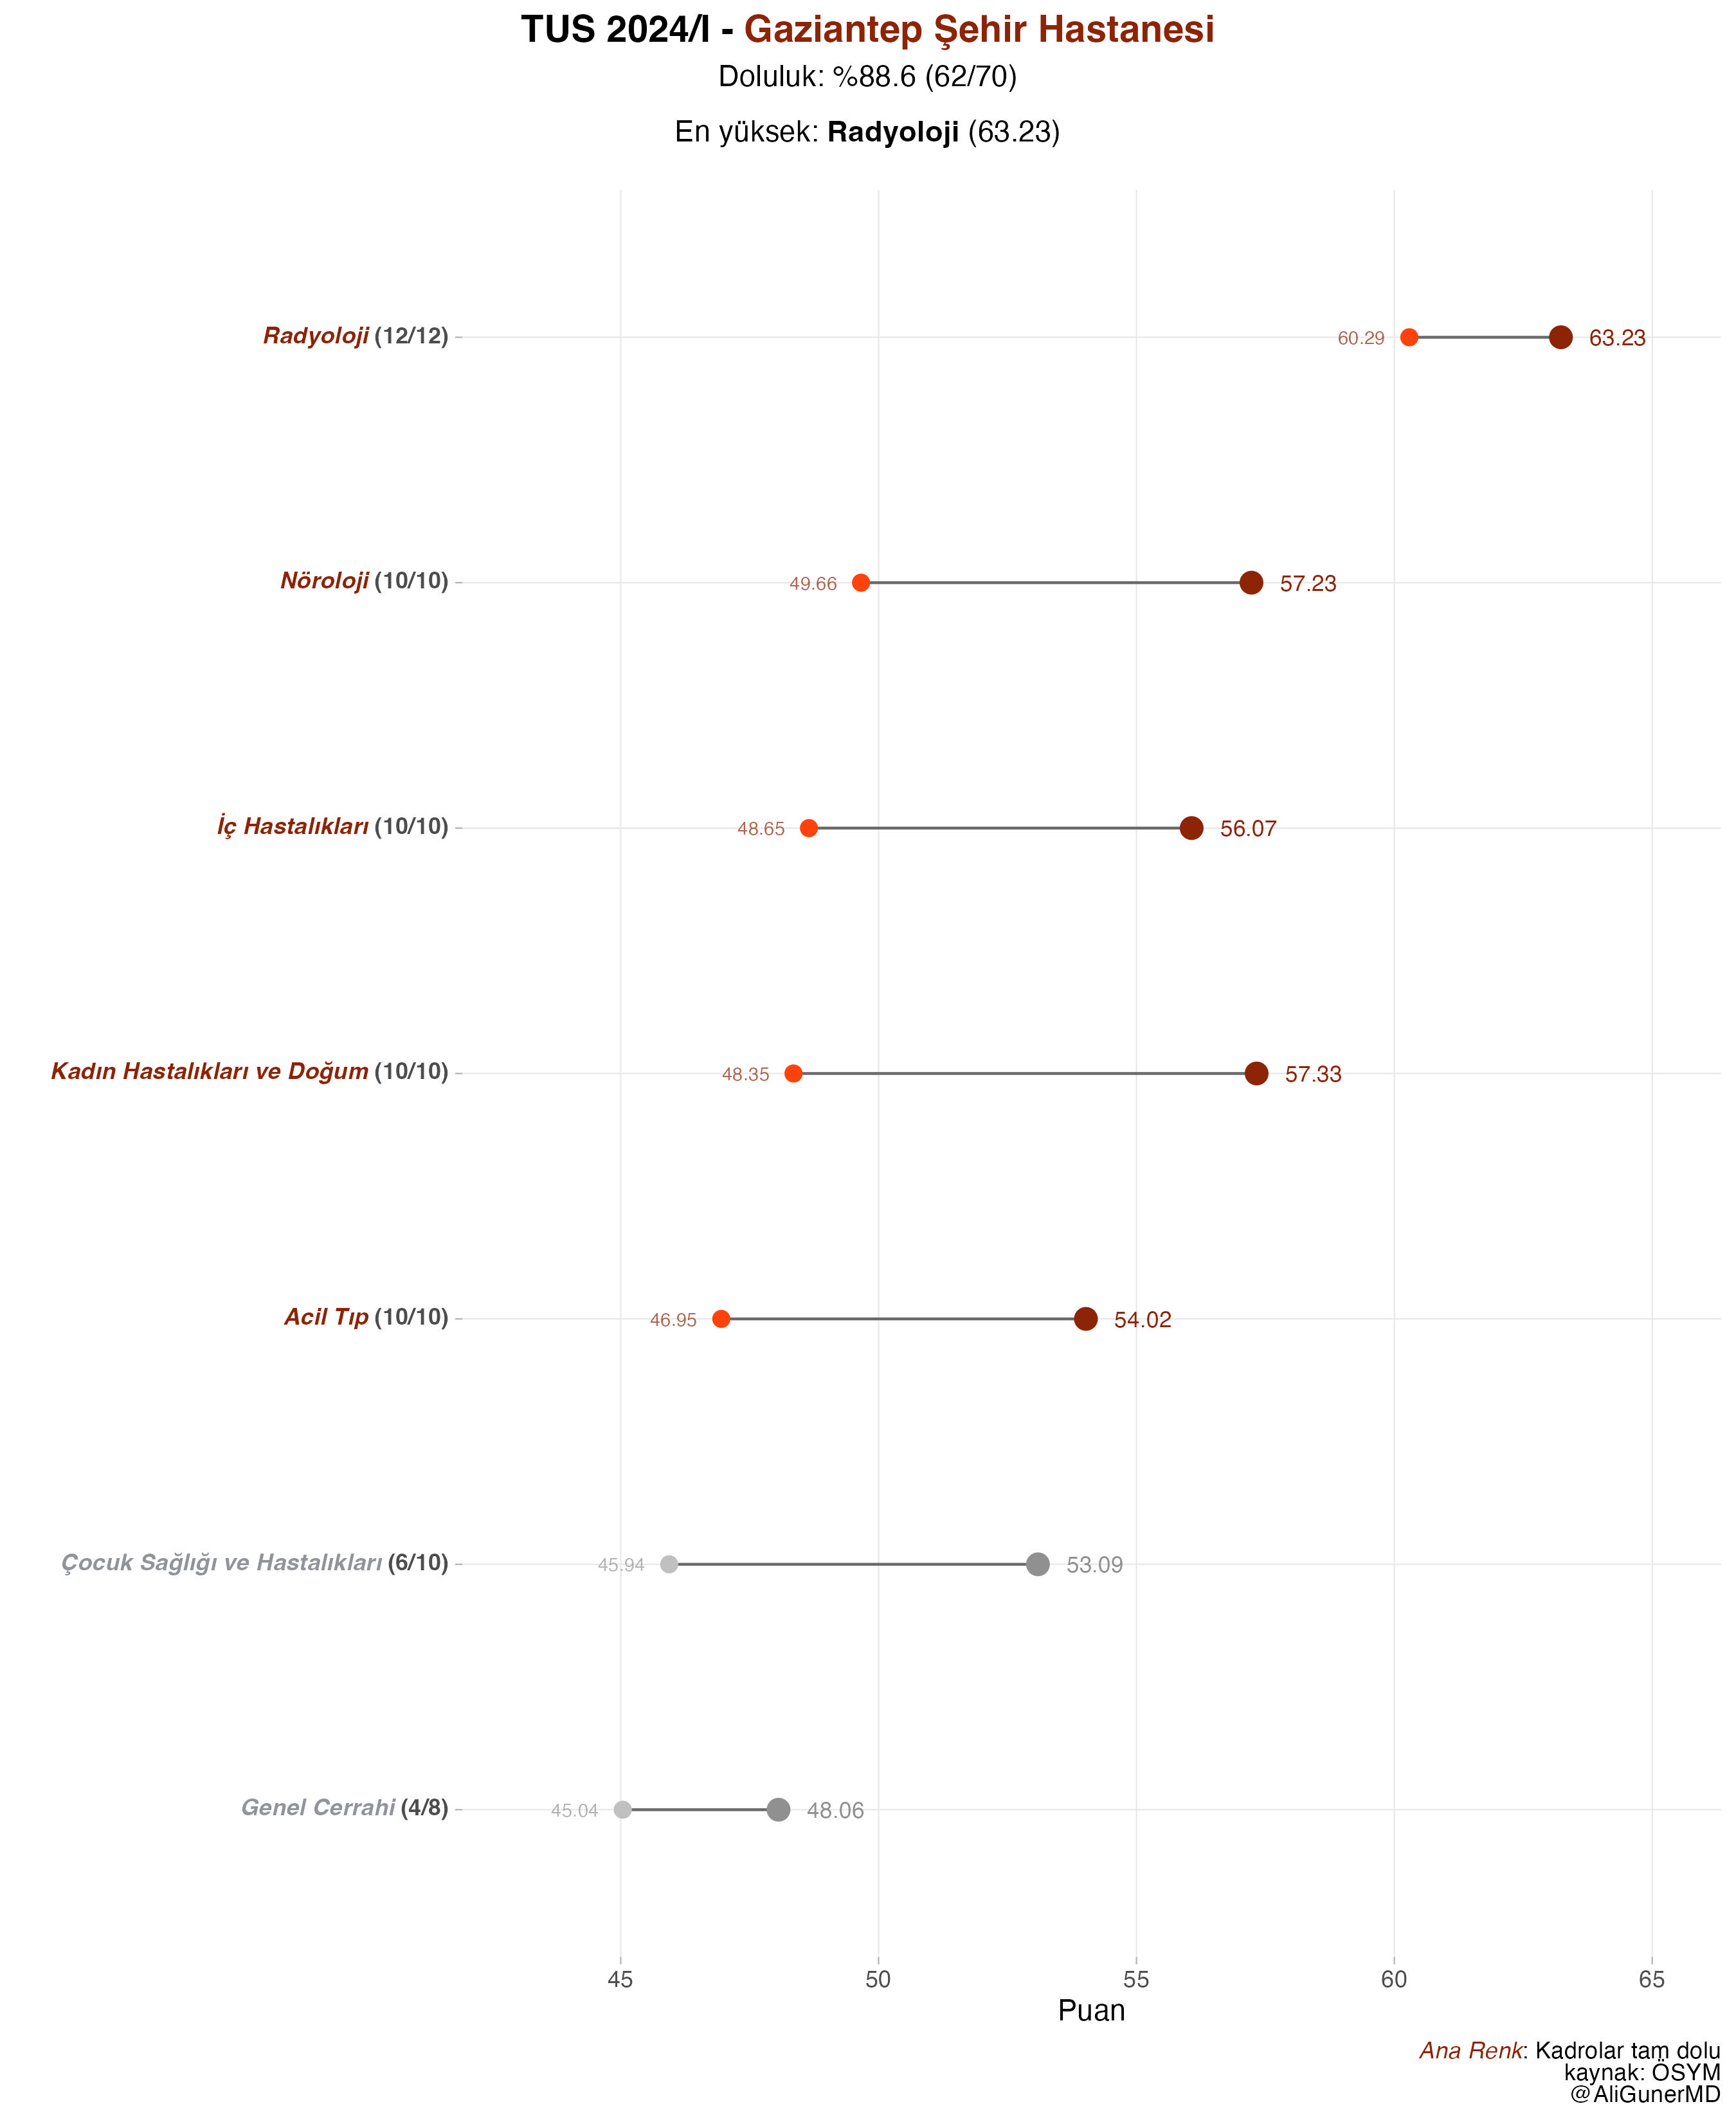 TUS 2024/I - Gaziantep Şehir Hastanesi
Doluluk: %88.6 (62/70)
En yüksek: Radyoloji (63.23)
Radyoloji (12/12) 60.29 63.23
Nöroloji (10/10) 49.66 57.23
İç Hastalıkları (10/10) 48.65 56.07
Kadın Hastalıkları ve Doğum (10/10) 48.35 57.33
Acil Tıp (10/10) 46.95 54.02
Çocuk Sağlığı ve Hastalıkları (6/10) 45.94 53.09
Genel Cerrahi (4/8) 45.04 48.06
45 50 55 60 65
Puan
Ana Renk: Kadrolar tam dolu
kaynak: ÖSYM
@AliGunerMD